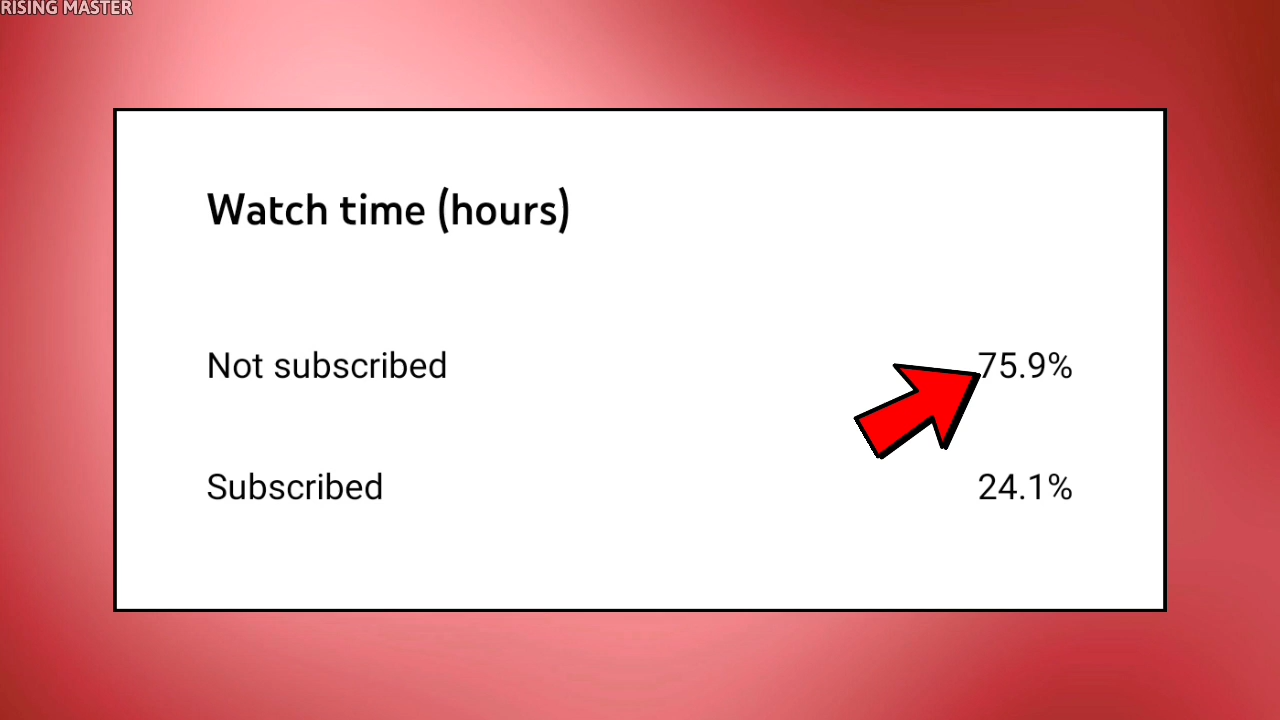 RISING MASTER
Watch time (hours)
Not subscribed 75.9%
Subscribed 24.1%